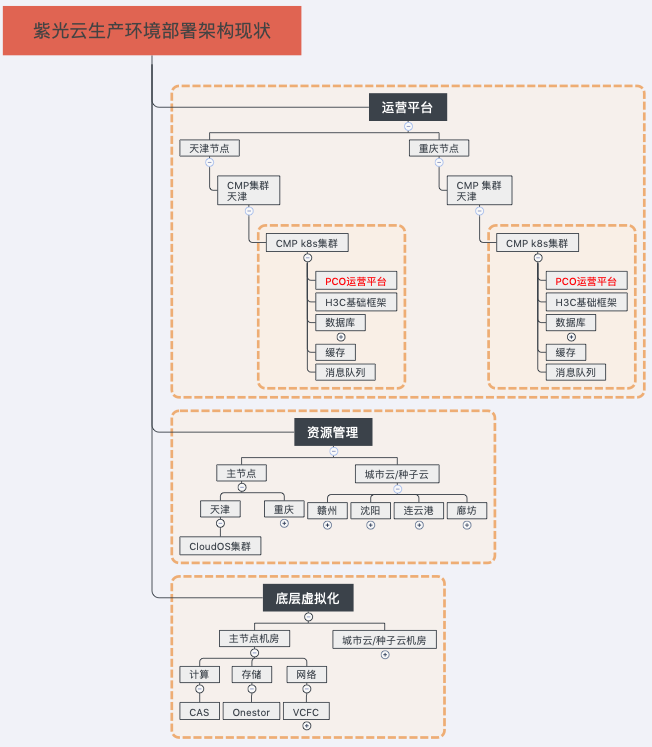 紫光云生产环境部署架构现状
运营平台
天津节点
重庆节点
CMP集群
天津
CMP 集群
天津
CMP k8s集群
CMP k8s集群
PCO运营平台
PCO运营平台
H3C基础框架
H3C基础框架
数据库
数据库
缓存
缓存
消息队列
消息队列
资源管理
主节点
城市云/种子云
天津
重庆
赣州
沈阳
连云港
廊坊
CloudOS集群
底层虚拟化
主节点机房
城市云/种子云机房
计算
存储
网络
CAS
Onestor
VCFC